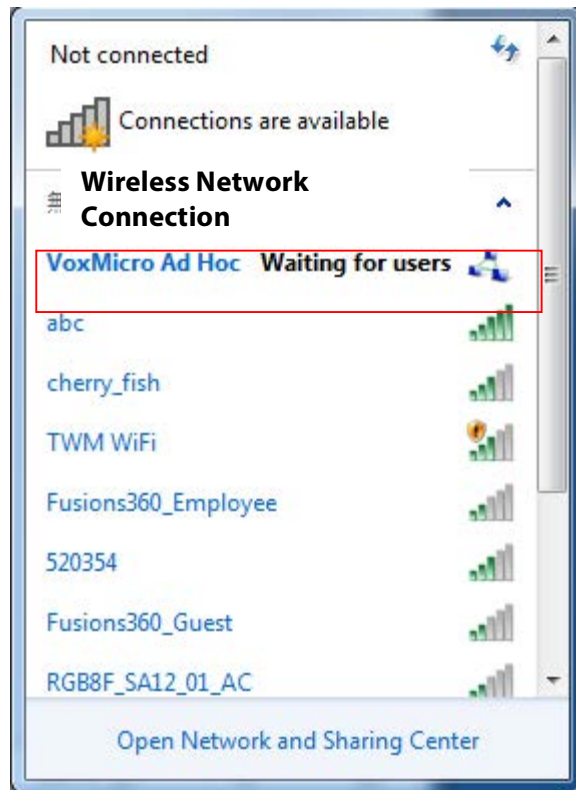 Not connected
Connections are available
無
Wireless Network
Connection
VoxMicro Ad Hoc Waiting for users
abc
cherry_fish
TWM WiFi
Fusions360_Employee
520354
Fusions360_Guest
RGB8F_SA12_01_AC
Open Network and Sharing Center